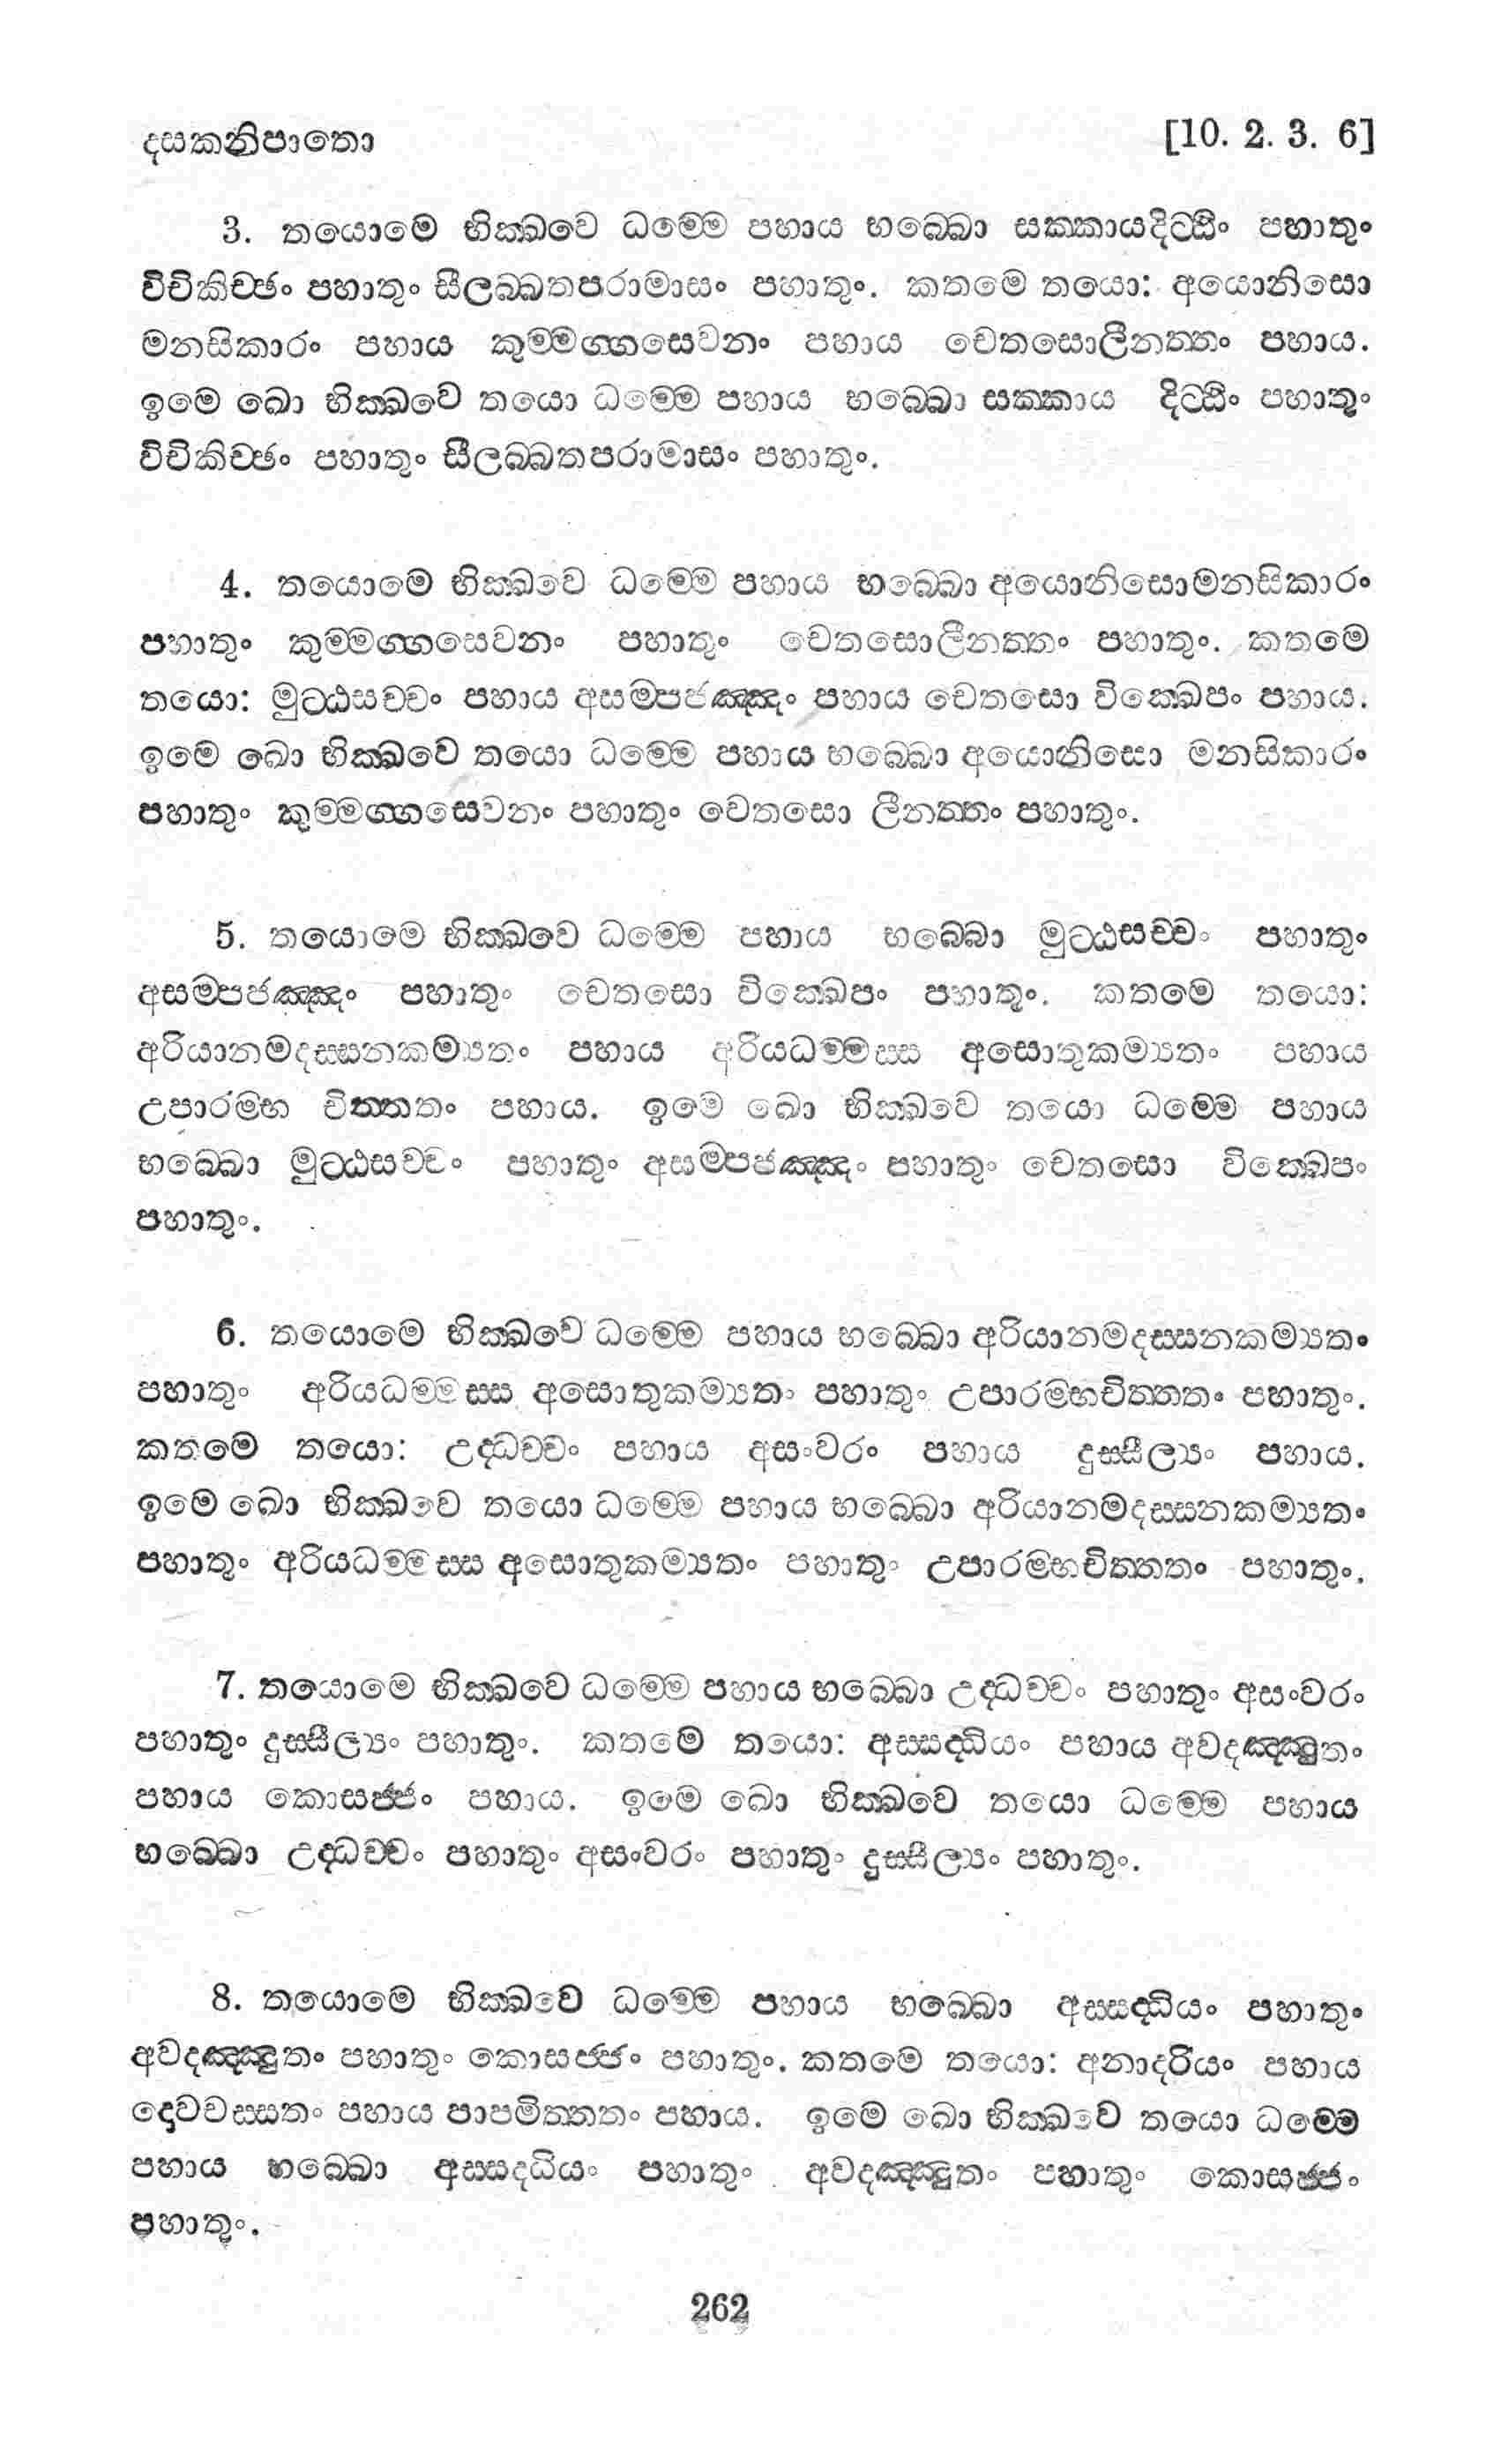 දසකනිපාතො [10. 2. 3. 6]
3. තයොමෙ භික්ඛවෙ ධම්මෙ පහාය භබ්බො සක්කායදිට්ඨිං පහාතුං
විචිකිච්ඡං පහාතුං සීලබ්ඛතපරාමාසං පහාතුං. කතමෙ තයො: අයොනිසො
මනසිකාරං පහාය කුම්මග්ගසෙවනං පහාය චෙතසොලීනත්තං පහාය.
ඉමෙ ඛො භික්ඛවෙ තයො ධම්මෙ පහාය භබ්බො සක්කාය දිට්ඨිං පහාතුං
විචිකිච්ඡං පහාතුං සීලබ්බතපරාමාසං පහාතුං.
4. තයොමෙ භික්ඛවෙ ධම්මෙ පහාය භබ්බො අයොනිසොමනසිකාරං
පහාතුං කුම්මග්ගසෙවනං පහාතුං චෙතසොලීනත්තං පහාතුං. කතමෙ
තයො: මුට්ඨසච්චං පහාය අසම්පජඤ්ඤං පහාය චෙතසො වික්ඛෙපං පහාය.
ඉමෙ ඛො භික්ඛවෙ තයො ධම්මෙ පහාය භබ්බො අයොනිසො මනසිකාරං
පහාතුං කුම්මග්ගසෙවනං පහාතුං චෙතසො ලීනත්තං පහාතුං.
5. තයොමෙ භික්ඛවෙ ධම්මෙ පහාය භබ්බො මුට්ඨසච්චං පහාතුං
අසම්පජඤ්ඤං පහාතුං චෙතසො වික්ඛෙපං පහාතුං. කතමෙ තයො:
අරියානමදස්සනකම්‍යතං පහාය අරියධම්මස්ස අසොතුකම්‍යතං පහාය
උපාරම්භ චිත්තතං පහාය. ඉමෙ ඛො භික්ඛවෙ තයො ධම්මෙ පහාය
භබ්බො මුට්ඨසච්චං පහාතුං අසම්පජඤ්ඤං පහාතුං චෙතසො වික්ඛෙපං
පහාතුං.
6. තයොමෙ භික්ඛවෙ ධම්මෙ පහාය භබ්බො අරියානමදස්සනකම්‍යතං
පහාතුං අරියධම්මස්ස අසොතුකම්‍යතං පහාතුං උපාරම්භචිත්තතං පහාතුං.
කතමෙ තයො: උද්ධච්චං පහාය අසංවරං පහාය දුස්සීල්‍යං පහාය.
ඉමෙ ඛො භික්ඛවෙ තයො ධම්මෙ පහාය භබ්බො අරියානමදස්සනකම්‍යතං
පහාතුං අරියධම්මස්ස අසොතුකම්‍යතං පහාතුං උපාරම්භචිත්තතං පහාතුං.
7. තයොමෙ භික්ඛවෙ ධම්මෙ පහාය භබ්බො උද්ධච්චං පහාතුං අසංවරං
පහාතුං දුස්සීල්‍යං පහාතුං. කතමෙ තයො: අස්සද්ධියං පහාය අවදඤ්ඤුතං
පහාය කොසජ්ජං පහාය. ඉමෙ ඛො භික්ඛවෙ තයො ධම්මෙ පහාය
භබ්බො උද්ධච්චං පහාතුං අසංවරං පහාතුං දුස්සීල්‍යං පහාතුං.
8. තයොමෙ භික්ඛවෙ ධම්මෙ පහාය භබ්බො අස්සද්ධියං පහාතුං
අවදඤ්ඤුතං පහාතුං කොසජ්ජං පහාතුං. කතමෙ තයො: අනාදරියං පහාය
දොවචස්සතං පහාය පාපමිත්තතං පහාය. ඉමෙ ඛො භික්ඛවෙ තයො ධම්මෙ
පහාය භබ්බො අස්සදධියං පහාතුං අවදඤ්ඤුතං පහාතුං කොසජ්ජං
පහාතුං.
262